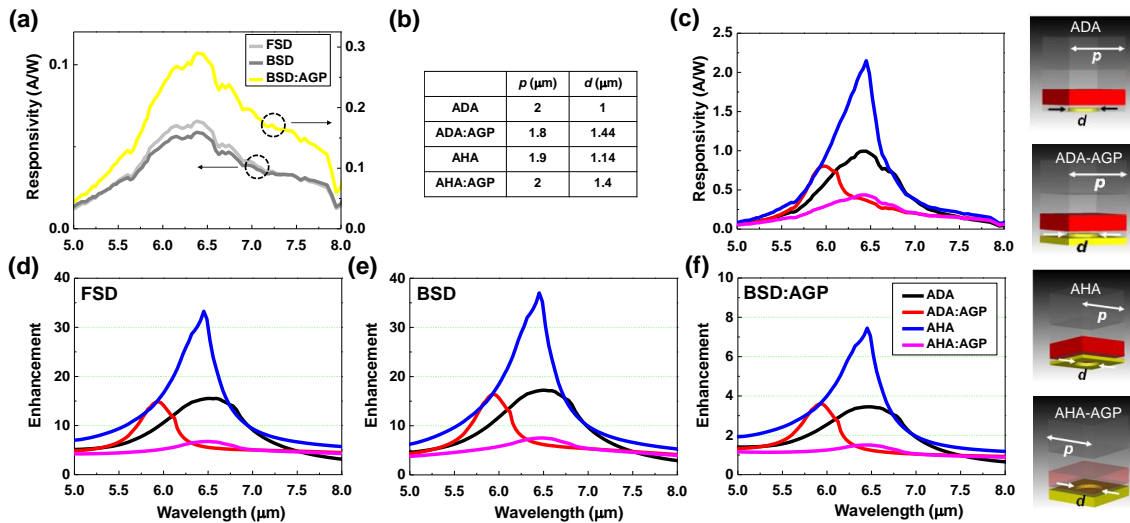 (a)
FSD
BSD
BSD:AGP
Responsivity (A/W)
0.1
0.0
0.3
0.2
0.1
0.0
5.0 5.5 6.0 6.5 7.0 7.5 8.0
(b)
p (μm) d (μm)
ADA 2 1
ADA:AGP 1.8 1.44
AHA 1.9 1.14
AHA:AGP 2 1.4
(c)
Responsivity (A/W)
2.5
2.0
1.5
1.0
0.5
0.0
5.0 5.5 6.0 6.5 7.0 7.5 8.0
ADA
p
d
ADA-AGP
p
d
AHA
p
d
AHA-AGP
p
d
(d)
FSD
Enhancement
40
30
20
10
0
5.0 5.5 6.0 6.5 7.0 7.5 8.0
Wavelength (μm)
(e)
BSD
Enhancement
40
30
20
10
0
5.0 5.5 6.0 6.5 7.0 7.5 8.0
Wavelength (μm)
(f)
BSD:AGP
ADA
ADA:AGP
AHA
AHA:AGP
Enhancement
10
8
6
4
2
0
5.0 5.5 6.0 6.5 7.0 7.5 8.0
Wavelength (μm)